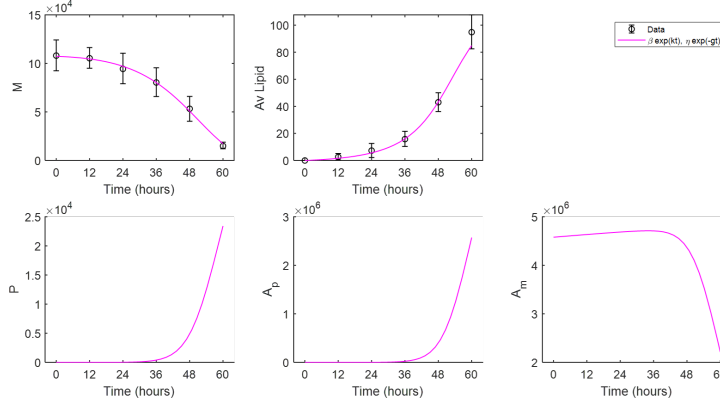 ×10⁴
15
10
5
0
M
0 12 24 36 48 60
Time (hours)
100
80
60
40
20
0
Av Lipid
0 12 24 36 48 60
Time (hours)
Data
β exp(kt), η exp(-gt)
×10⁴
2.5
2
1.5
1
0.5
0
P
0 12 24 36 48 60
Time (hours)
×10⁶
3
2
1
0
A_p
0 12 24 36 48 60
Time (hours)
×10⁶
5
4
3
2
A_m
0 12 24 36 48 60
Time (hours)